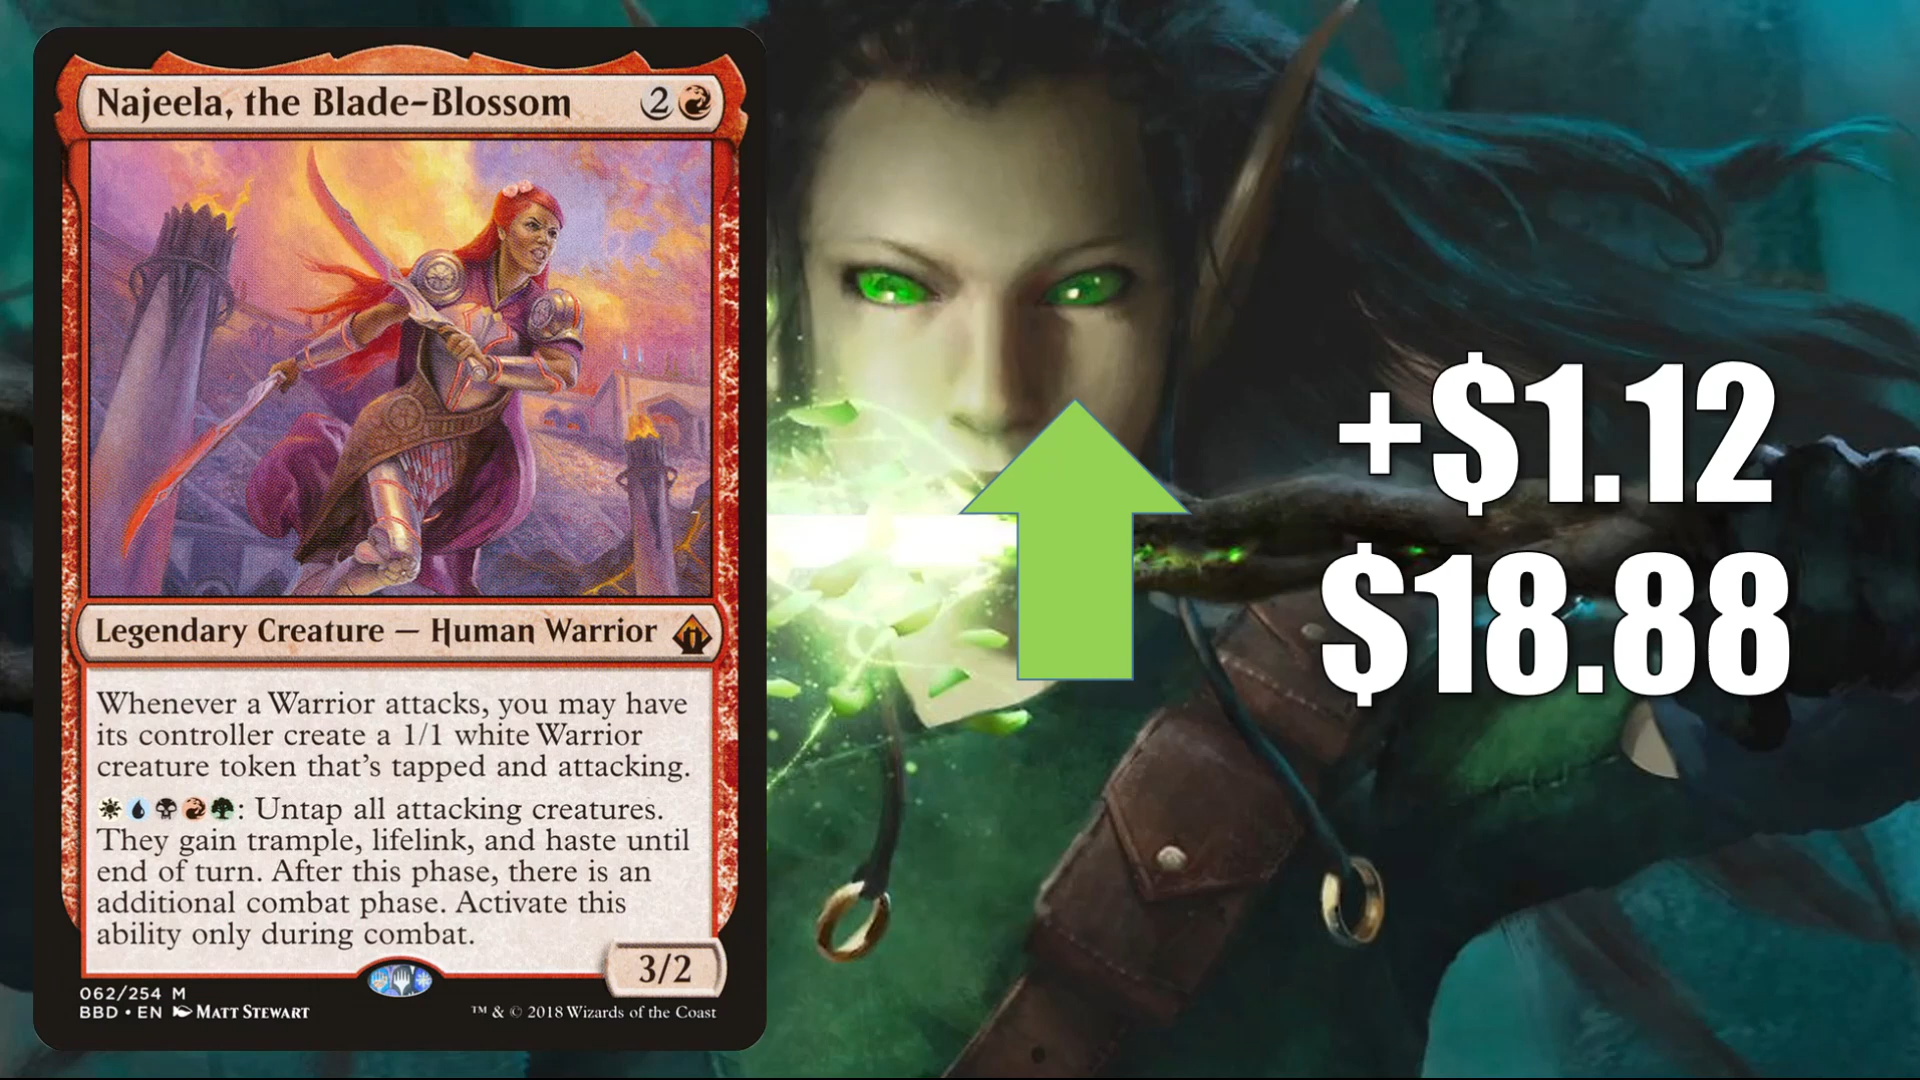 Najeela, the Blade-Blossom 2
Legendary Creature — Human Warrior
Whenever a Warrior attacks, you may have
its controller create a 1/1 white Warrior
creature token that's tapped and attacking.
: Untap all attacking creatures.
They gain trample, lifelink, and haste until
end of turn. After this phase, there is an
additional combat phase. Activate this
ability only during combat.
3/2
062/254 M
BBD • EN MATT STEWART
™ & © 2018 Wizards of the Coast
+$1.12
$18.88